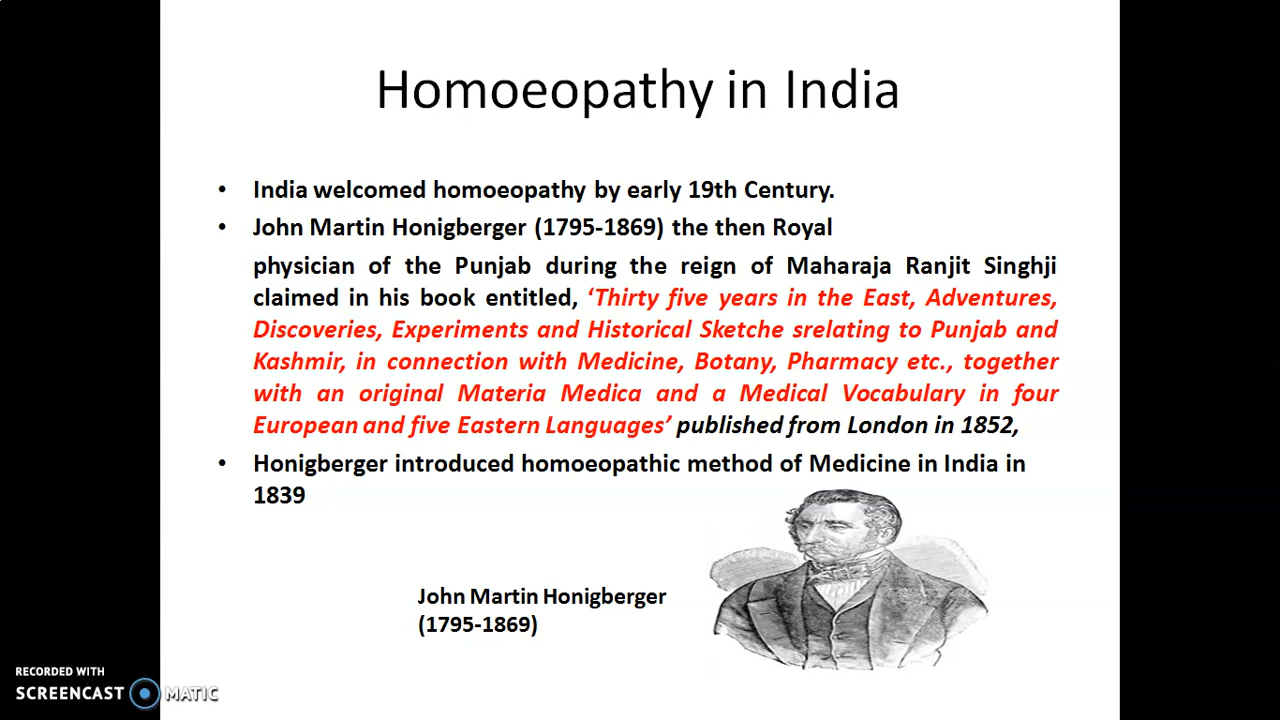 Homoeopathy in India
• India welcomed homoeopathy by early 19th Century.
• John Martin Honigberger (1795-1869) the then Royal
physician of the Punjab during the reign of Maharaja Ranjit Singhji
claimed in his book entitled, ‘Thirty five years in the East, Adventures,
Discoveries, Experiments and Historical Sketche srelating to Punjab and
Kashmir, in connection with Medicine, Botany, Pharmacy etc., together
with an original Materia Medica and a Medical Vocabulary in four
European and five Eastern Languages’ published from London in 1852,
• Honigberger introduced homoeopathic method of Medicine in India in
1839
John Martin Honigberger
(1795-1869)
RECORDED WITH
SCREENCAST MATIC